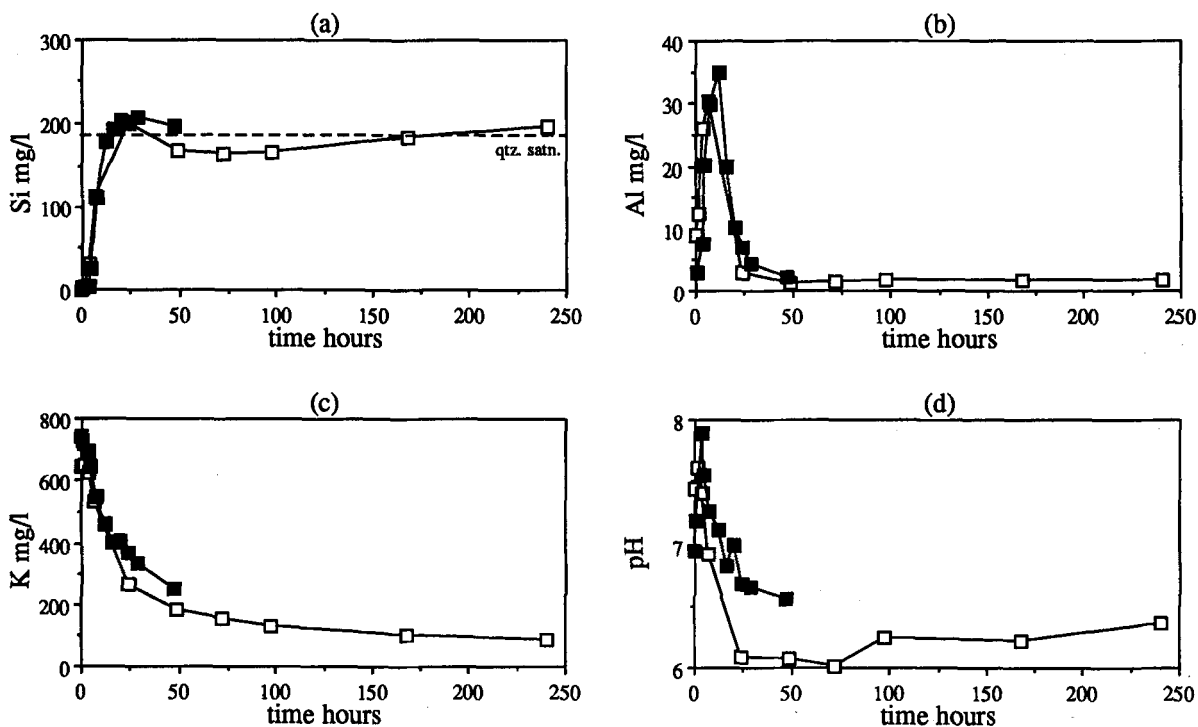 (a)
300
200
100
0
Si mg/l
qtz. satn.
0 50 100 150 200 250
time hours
(b)
40
30
20
10
0
Al mg/l
0 50 100 150 200 250
time hours
(c)
800
600
400
200
0
K mg/l
0 50 100 150 200 250
time hours
(d)
8
7
6
pH
0 50 100 150 200 250
time hours